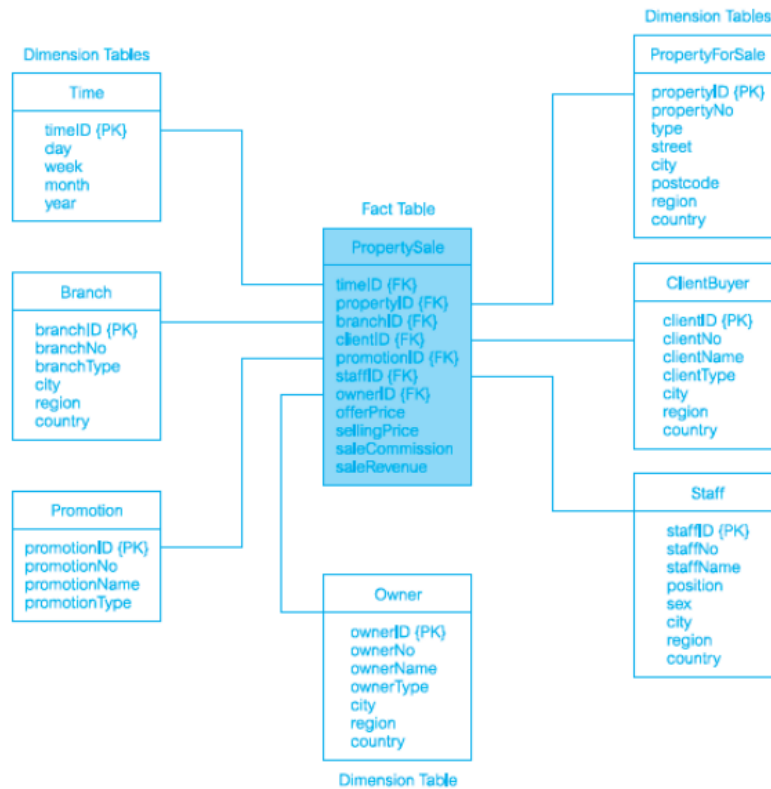 Dimension Tables
Time
timeID {PK}
day
week
month
year
Branch
branchID {PK}
branchNo
branchType
city
region
country
Promotion
promotionID {PK}
promotionNo
promotionName
promotionType
Fact Table
PropertySale
timeID {FK}
propertyID {FK}
branchID {FK}
clientID {FK}
promotionID {FK}
staffID {FK}
ownerID {FK}
offerPrice
sellingPrice
saleCommission
saleRevenue
Owner
ownerID {PK}
ownerNo
ownerName
ownerType
city
region
country
Dimension Table
Dimension Tables
PropertyForSale
propertyID {PK}
propertyNo
type
street
city
postcode
region
country
ClientBuyer
clientID {PK}
clientNo
clientName
clientType
city
region
country
Staff
staffID {PK}
staffNo
staffName
position
sex
city
region
country